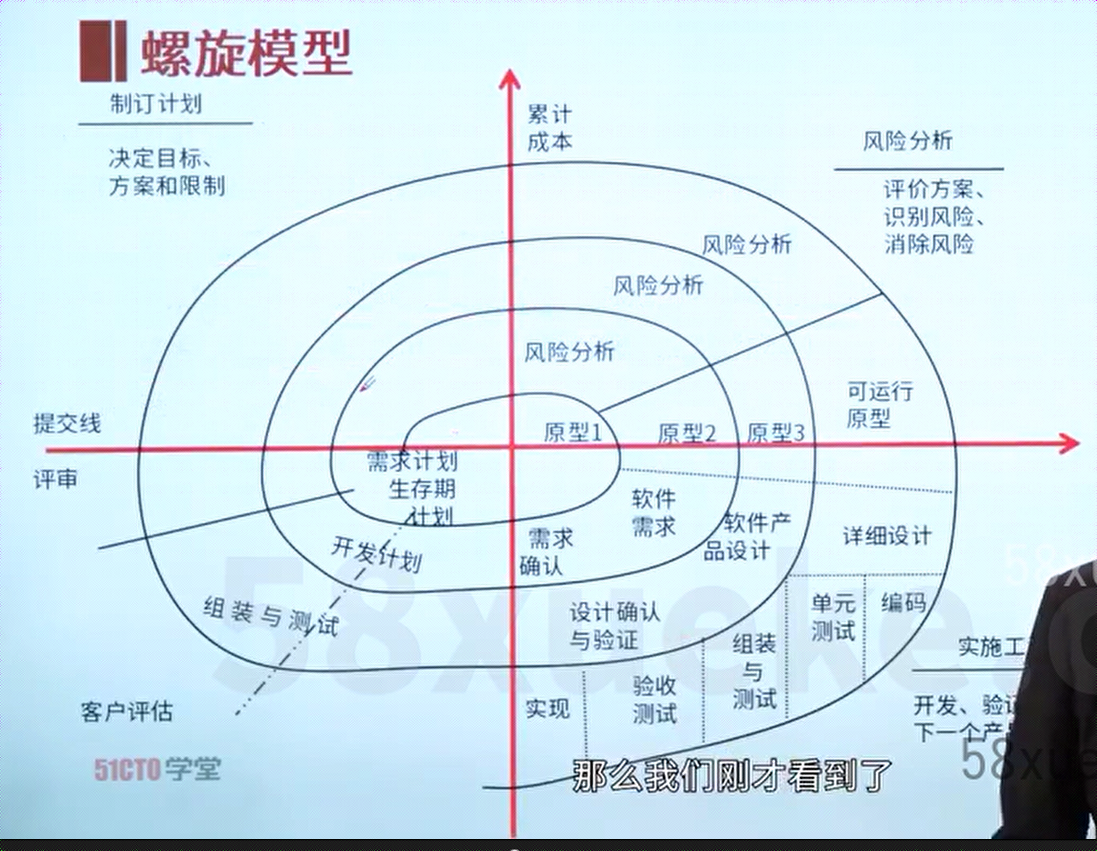 螺旋模型
制订计划
决定目标、
方案和限制
累计
成本
风险分析
评价方案、
识别风险、
消除风险
风险分析
风险分析
风险分析
可运行
原型
提交线
评审
原型1
原型2
原型3
需求计划
生存期
计划
开发计划
组装与测试
需求
确认
软件
需求
软件产
品设计
详细设计
设计确认
与验证
单元
测试
编码
组装
与
测试
验收
测试
实现
实施工
开发、验证
下一个产
客户评估
51CTO学堂
58xueke.c
58xu
58xue
那么我们刚才看到了